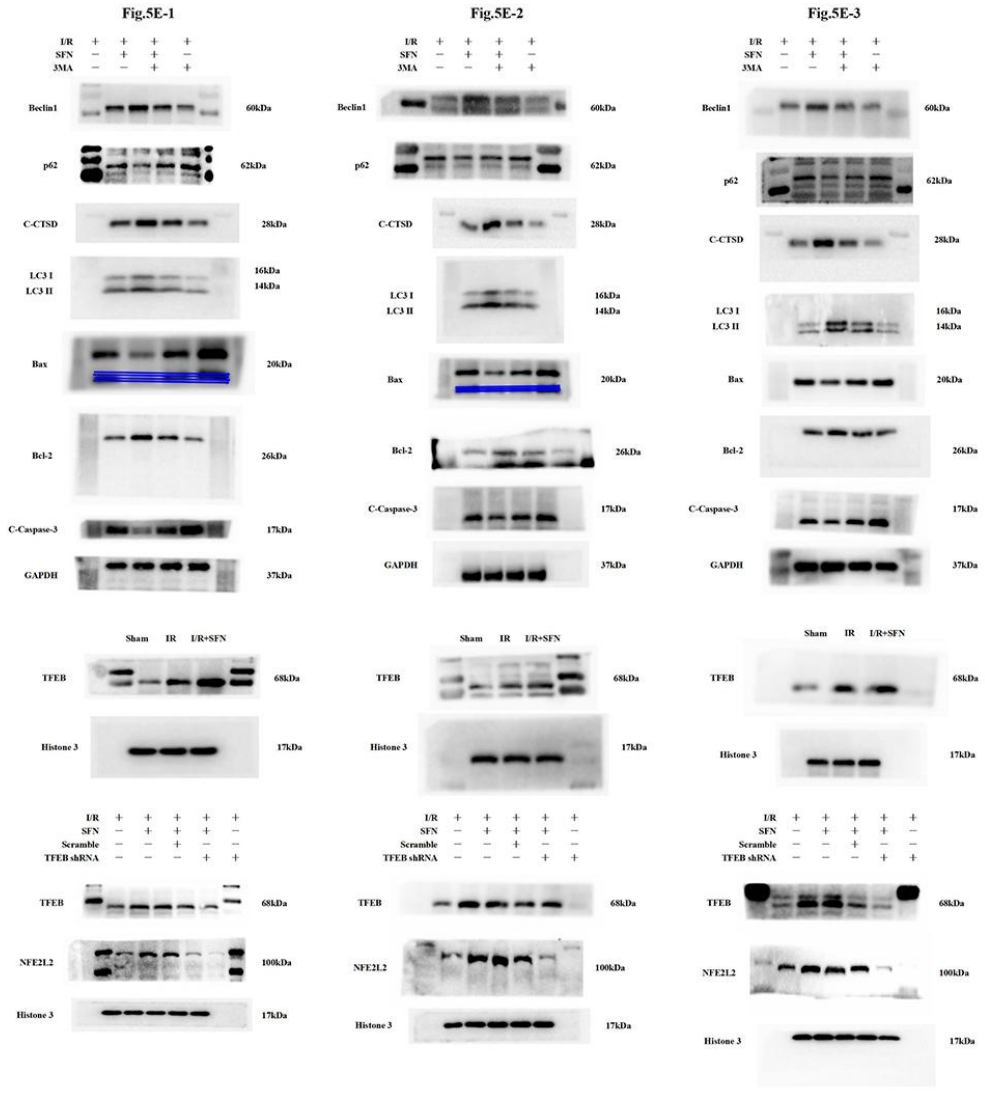 Fig.5E-1 Fig.5E-2 Fig.5E-3
I/R + + + + I/R + + + + I/R + + + +
SFN − + + − SFN − + + − SFN − + + −
3MA − − + + 3MA − − + + 3MA − − + +
Beclin1 60kDa Beclin1 60kDa Beclin1 60kDa
p62 62kDa p62 62kDa p62 62kDa
C-CTSD 28kDa C-CTSD 28kDa C-CTSD 28kDa
LC3 I 16kDa LC3 I 16kDa LC3 I 16kDa
LC3 II 14kDa LC3 II 14kDa LC3 II 14kDa
Bax 20kDa Bax 20kDa Bax 20kDa
Bcl-2 26kDa Bcl-2 26kDa Bcl-2 26kDa
C-Caspase-3 17kDa C-Caspase-3 17kDa C-Caspase-3 17kDa
GAPDH 37kDa GAPDH 37kDa GAPDH 37kDa
Sham IR I/R+SFN Sham IR I/R+SFN Sham IR I/R+SFN
TFEB 68kDa TFEB 68kDa TFEB 68kDa
Histone 3 17kDa Histone 3 17kDa Histone 3 17kDa
I/R + + + + + I/R + + + + + I/R + + + + +
SFN − + + + − SFN − + + + − SFN − + + + −
Scramble − − + − − Scramble − − + − − Scramble − − + − −
TFEB shRNA − − − + + TFEB shRNA − − − + + TFEB shRNA − − − + +
TFEB 68kDa TFEB 68kDa TFEB 68kDa
NFE2L2 100kDa NFE2L2 100kDa NFE2L2 100kDa
Histone 3 17kDa Histone 3 17kDa Histone 3 17kDa